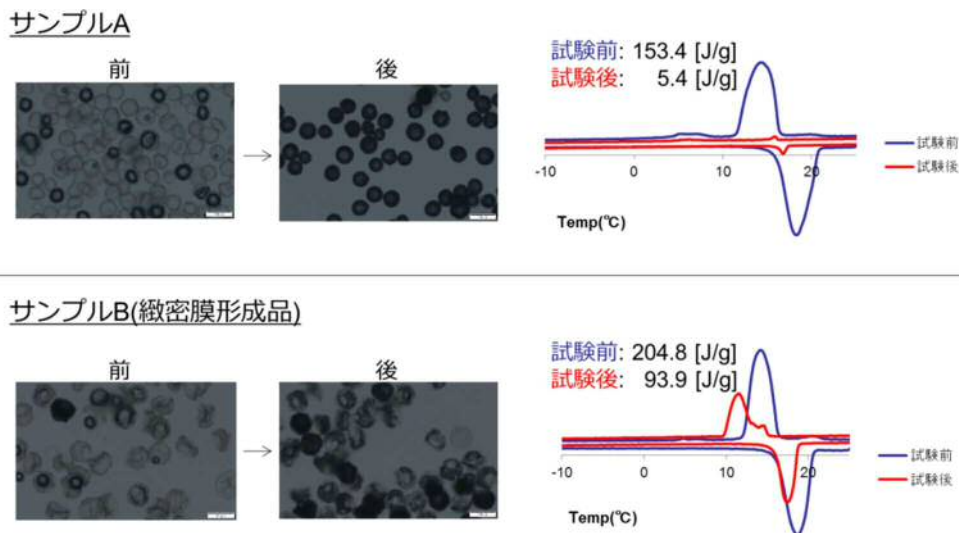 サンプルA
前
後
試験前: 153.4 [J/g]
試験後: 5.4 [J/g]
試験前
試験後
-10
0
10
20
Temp(℃)
サンプルB(緻密膜形成品)
前
後
試験前: 204.8 [J/g]
試験後: 93.9 [J/g]
試験前
試験後
-10
0
10
20
Temp(℃)